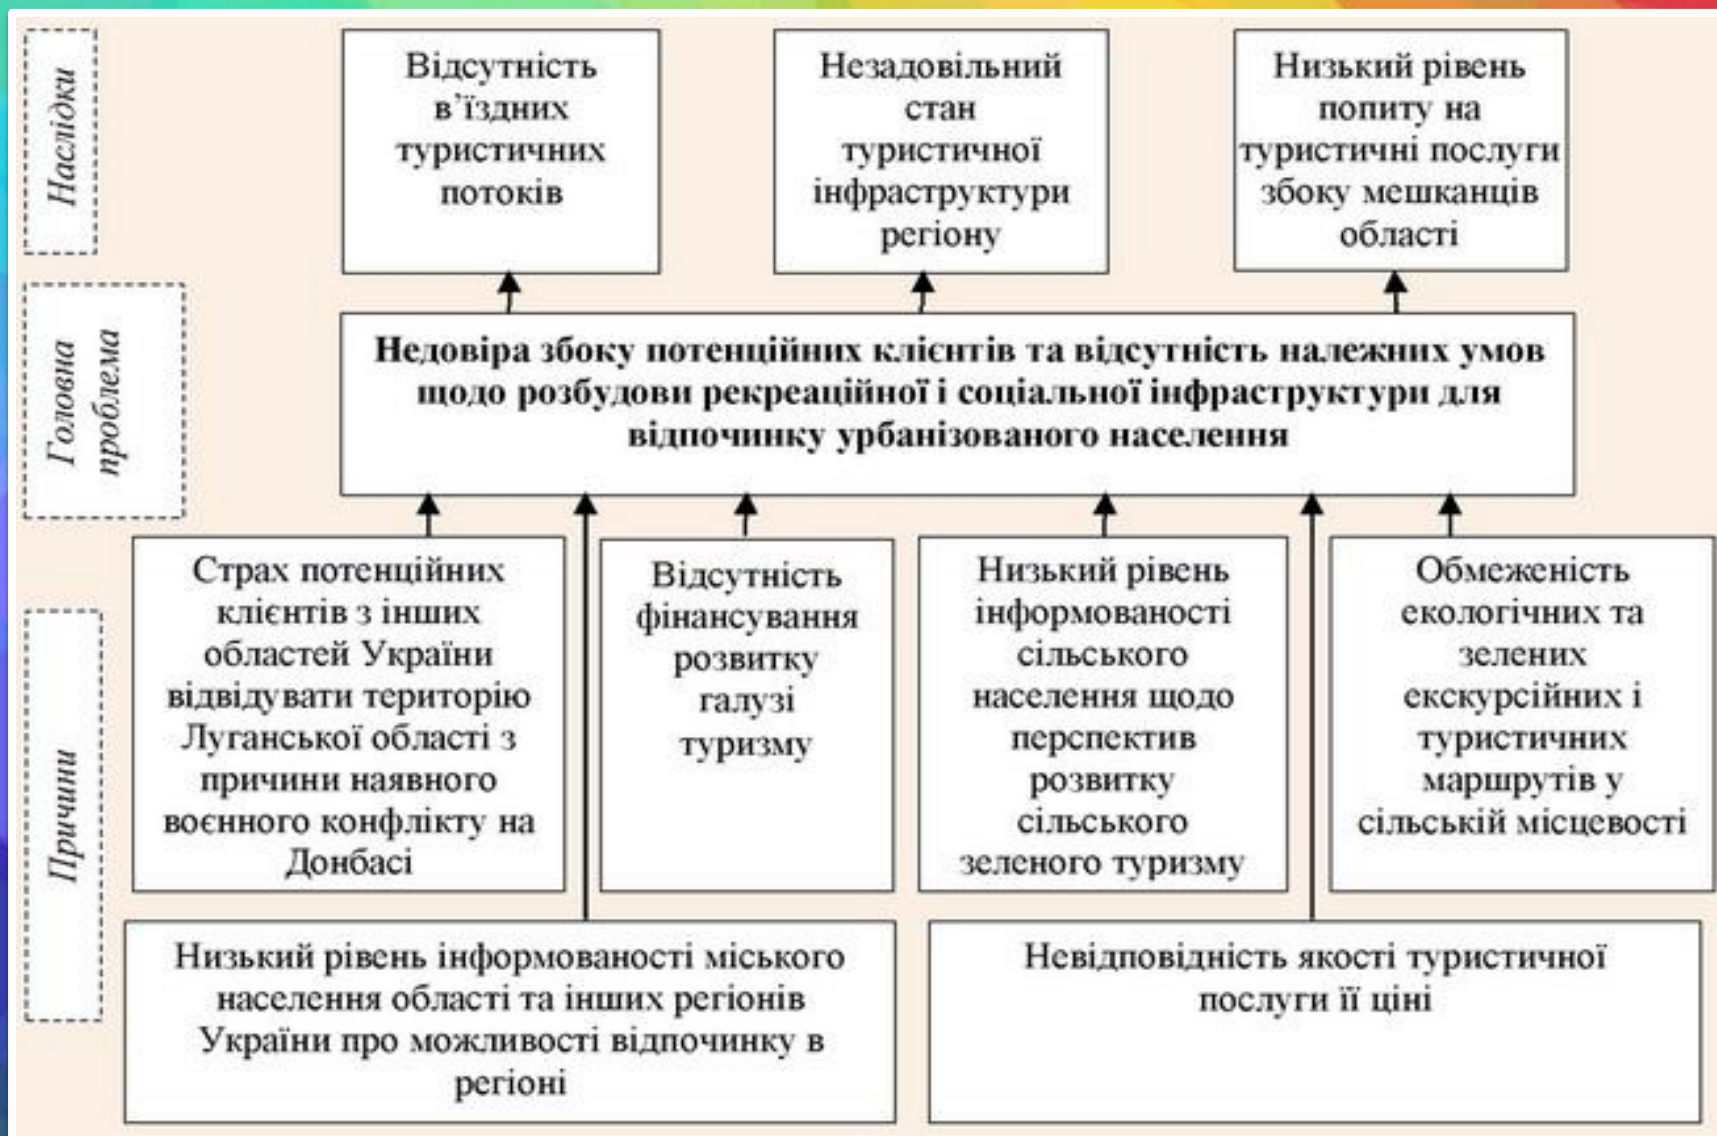 Наслідки
Відсутність
в’їздних
туристичних
потоків
Незадовільний
стан
туристичної
інфраструктури
регіону
Низький рівень
попиту на
туристичні послуги
збоку мешканців
області
Головна
проблема
Недовіра збоку потенційних клієнтів та відсутність належних умов
щодо розбудови рекреаційної і соціальної інфраструктури для
відпочинку урбанізованого населення
Причини
Страх потенційних
клієнтів з інших
областей України
відвідувати територію
Луганської області з
причини наявного
воєнного конфлікту на
Донбасі
Відсутність
фінансування
розвитку
галузі
туризму
Низький рівень
інформованості
сільського
населення щодо
перспектив
розвитку
сільського
зеленого туризму
Обмеженість
екологічних та
зелених
екскурсійних і
туристичних
маршрутів у
сільській місцевості
Низький рівень інформованості міського
населення області та інших регіонів
України про можливості відпочинку в
регіоні
Невідповідність якості туристичної
послуги її ціні